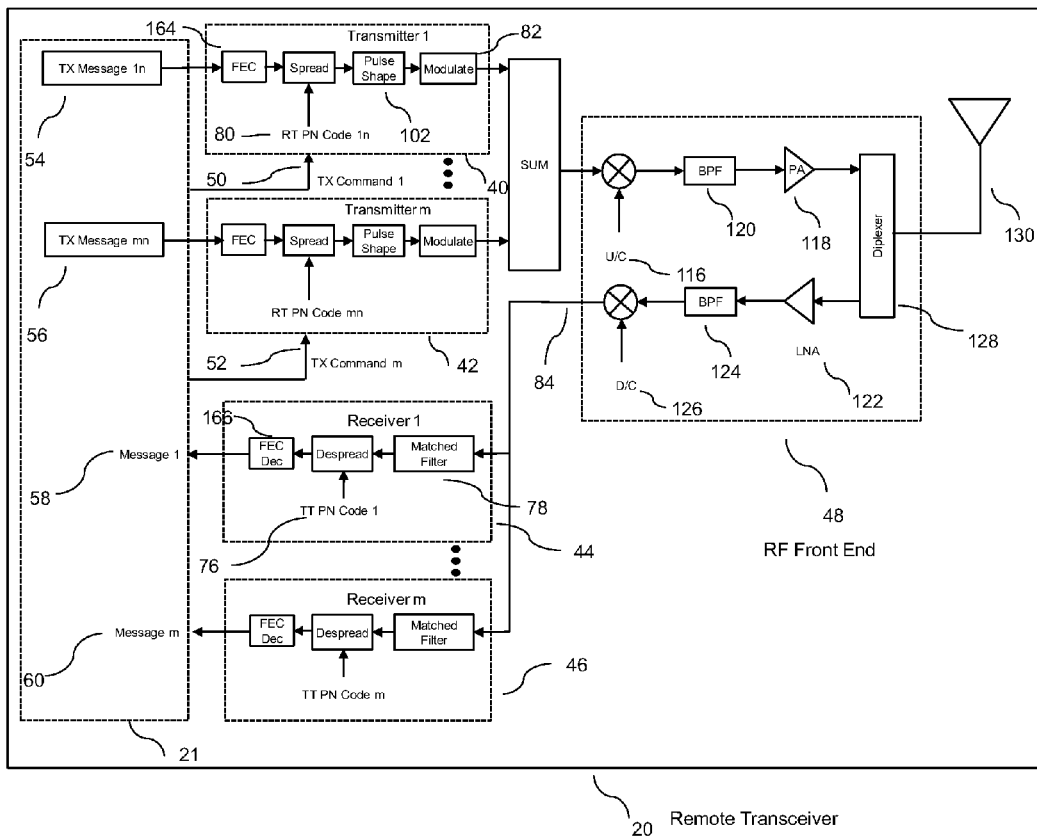 164
Transmitter 1
82
TX Message 1n
FEC
Spread
Pulse Shape
Modulate
54
80
RT PN Code 1n
102
50
TX Command 1
40
SUM
Transmitter m
TX Message mn
FEC
Spread
Pulse Shape
Modulate
56
RT PN Code mn
52
TX Command m
42
BPF
PA
120
118
U/C
116
Diplexer
130
BPF
LNA
128
84
124
122
D/C
126
48
RF Front End
166
Receiver 1
Message 1
FEC Dec
Despread
Matched Filter
58
TT PN Code 1
78
76
44
Receiver m
Message m
FEC Dec
Despread
Matched Filter
60
TT PN Code m
46
21
20
Remote Transceiver